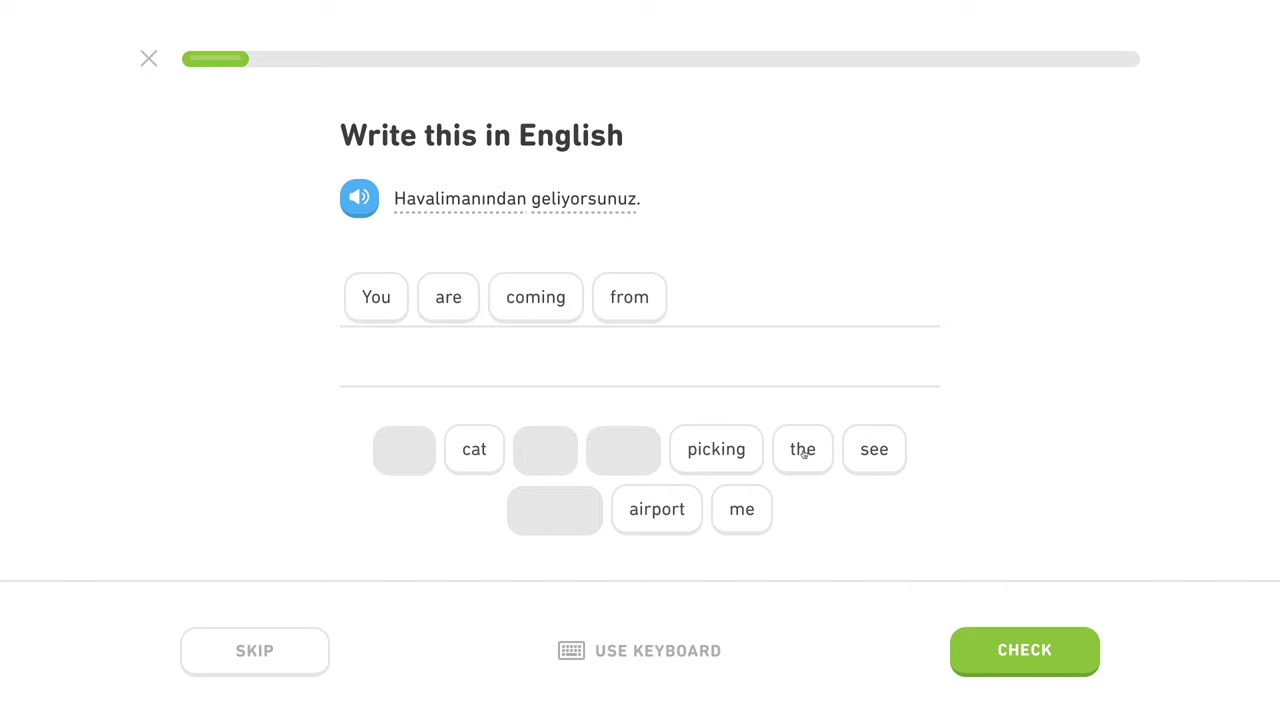 Write this in English
Havalimanından geliyorsunuz.
You are coming from
cat picking the see
airport me
SKIP USE KEYBOARD CHECK